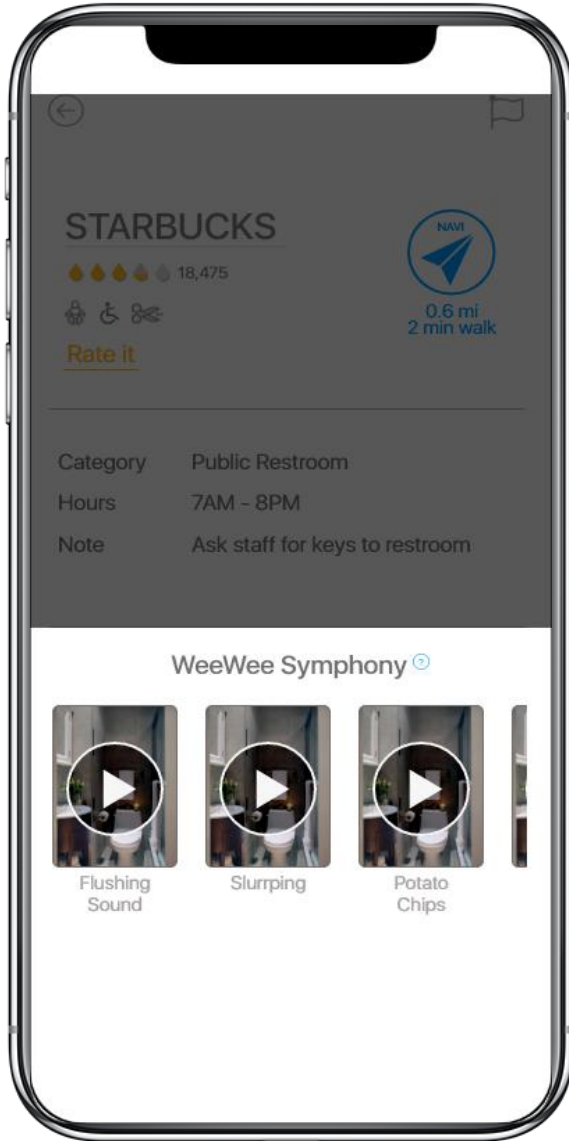 STARBUCKS
NAVI
18,475
0.6 mi
2 min walk
Rate it
Category Public Restroom
Hours 7AM - 8PM
Note Ask staff for keys to restroom
WeeWee Symphony ?
Flushing
Sound
Slurrping
Potato
Chips